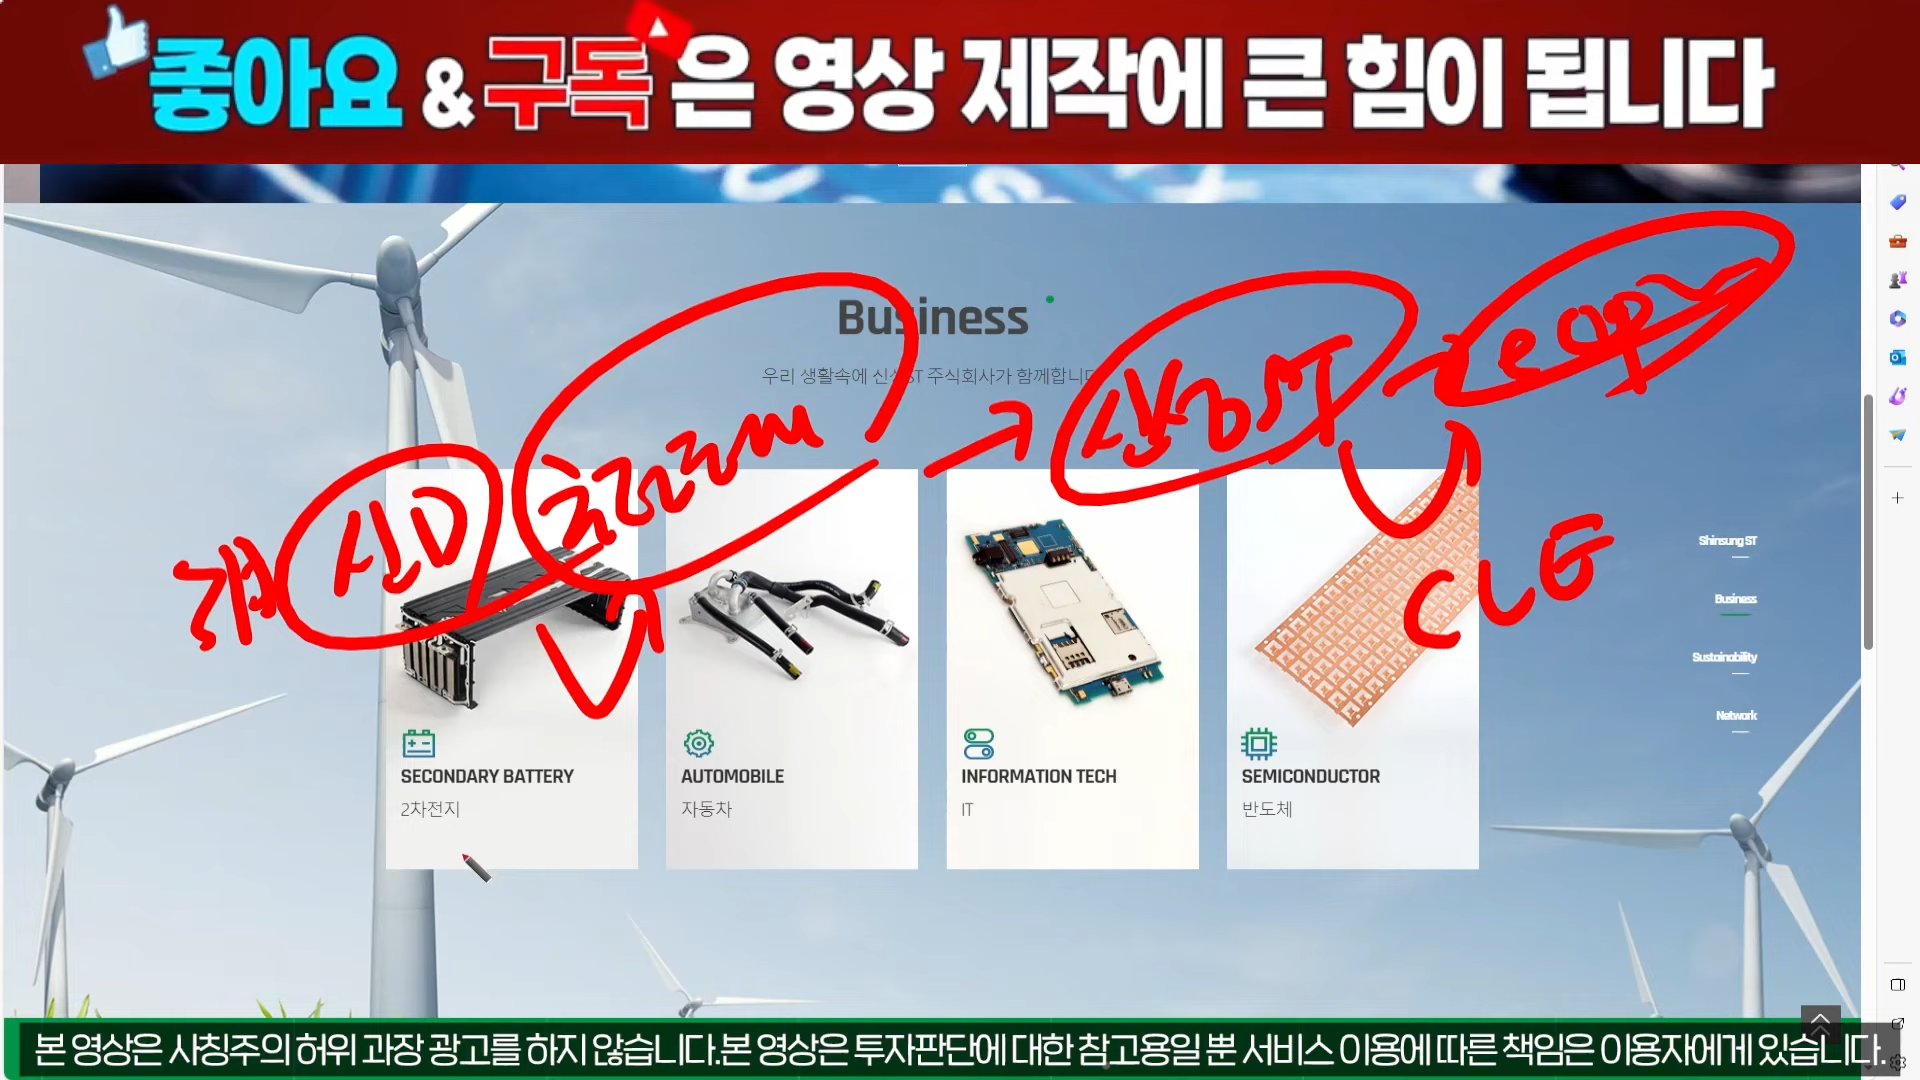 좋아요 & 구독은 영상 제작에 큰 힘이 됩니다
Business
우리 생활속에 신성ST 주식회사가 함께합니다
CLE
Shinsung ST
Business
Sustainability
Network
SECONDARY BATTERY
2차전지
AUTOMOBILE
자동차
INFORMATION TECH
IT
SEMICONDUCTOR
반도체
본 영상은 사칭주의 허위 과장 광고를 하지 않습니다.본 영상은 투자판단에 대한 참고용일 뿐 서비스 이용에 따른 책임은 이용자에게 있습니다.